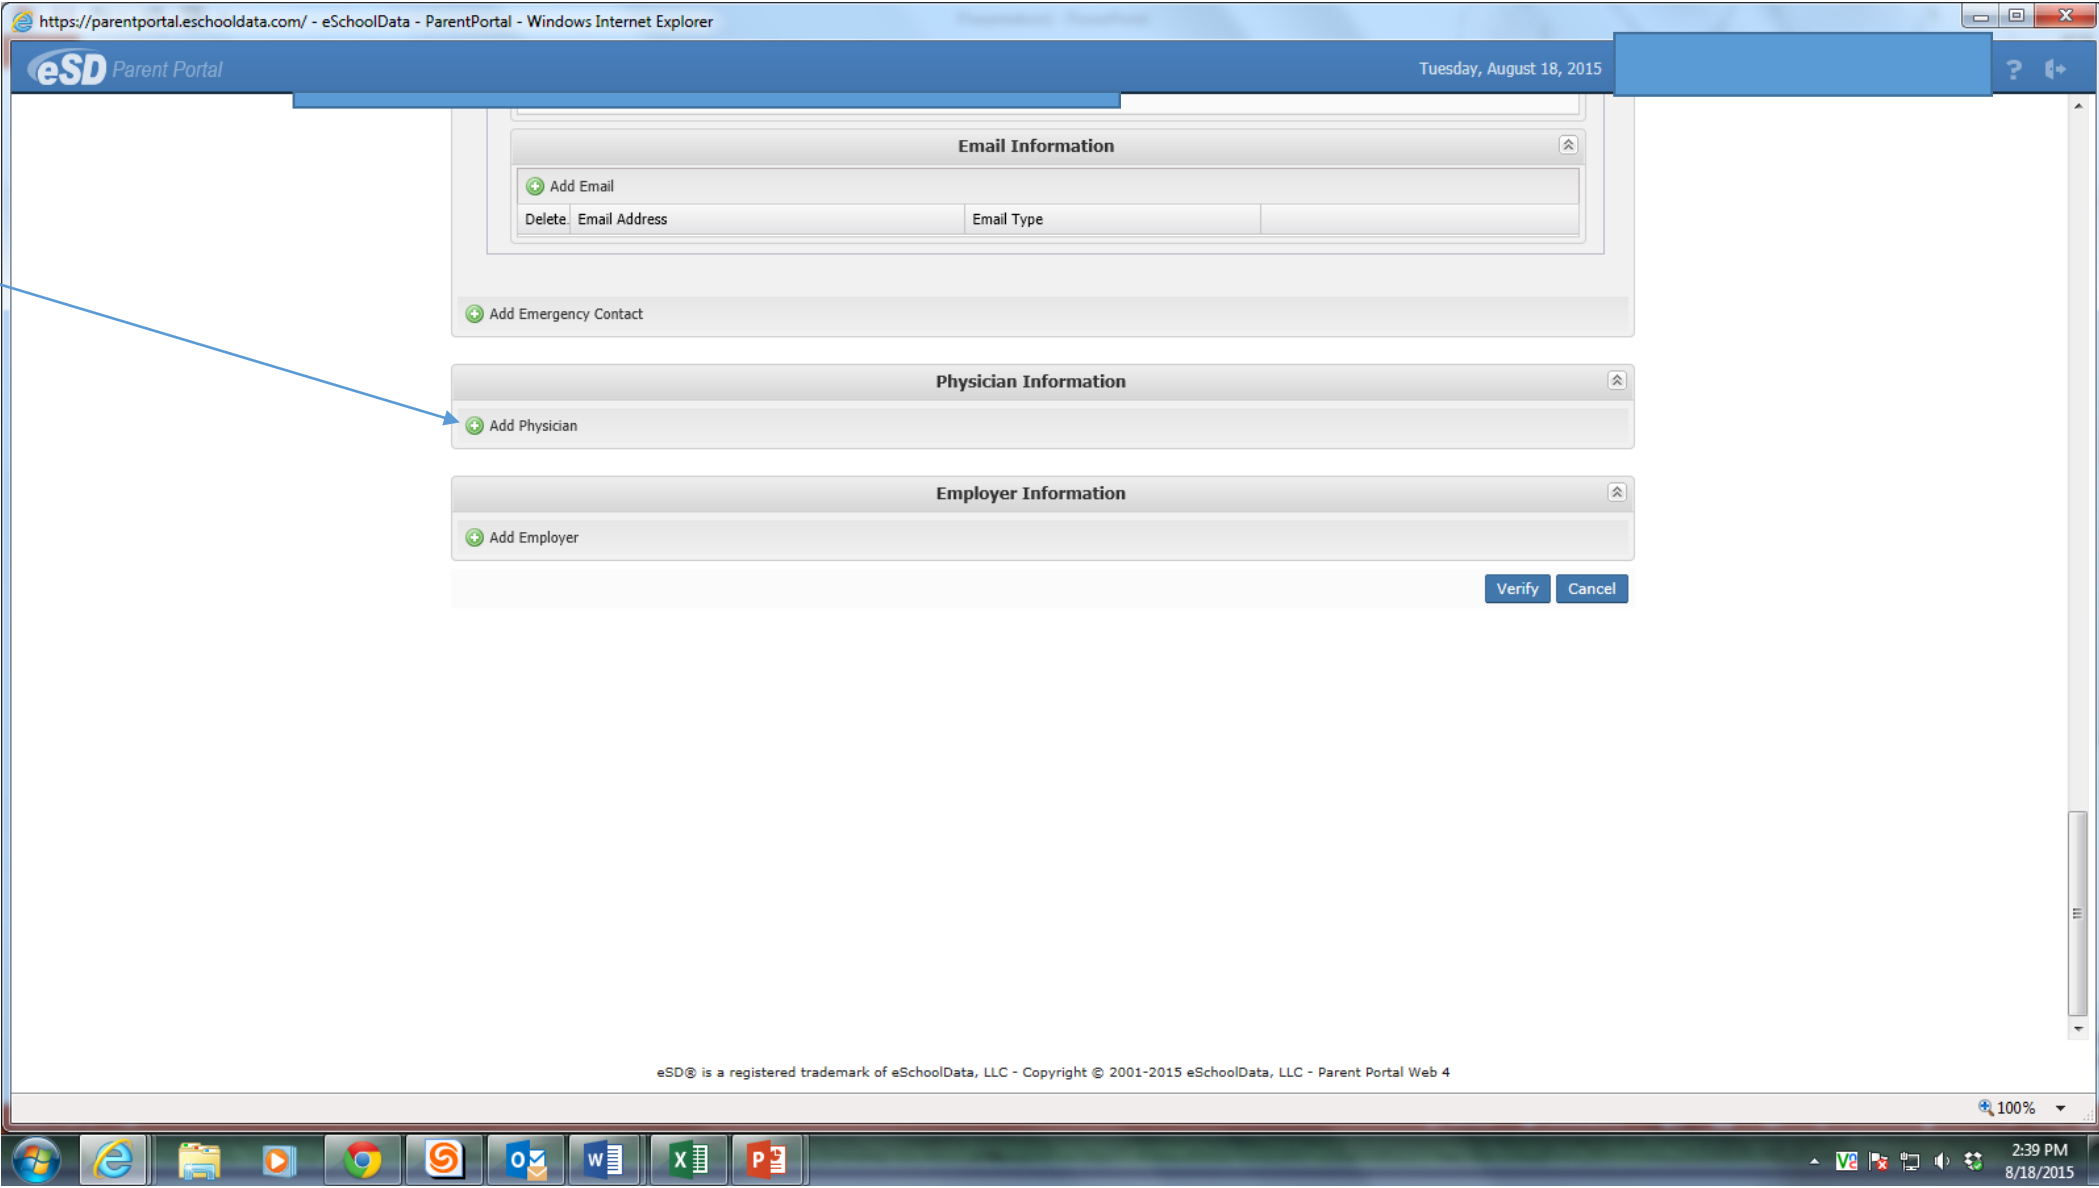 https://parentportal.eschooldata.com/ - eSchoolData - ParentPortal - Windows Internet Explorer
eSD Parent Portal
Tuesday, August 18, 2015
?
Email Information
Add Email
Delete Email Address Email Type
Add Emergency Contact
Physician Information
Add Physician
Employer Information
Add Employer
Verify Cancel
eSD® is a registered trademark of eSchoolData, LLC - Copyright © 2001-2015 eSchoolData, LLC - Parent Portal Web 4
100%
2:39 PM
8/18/2015